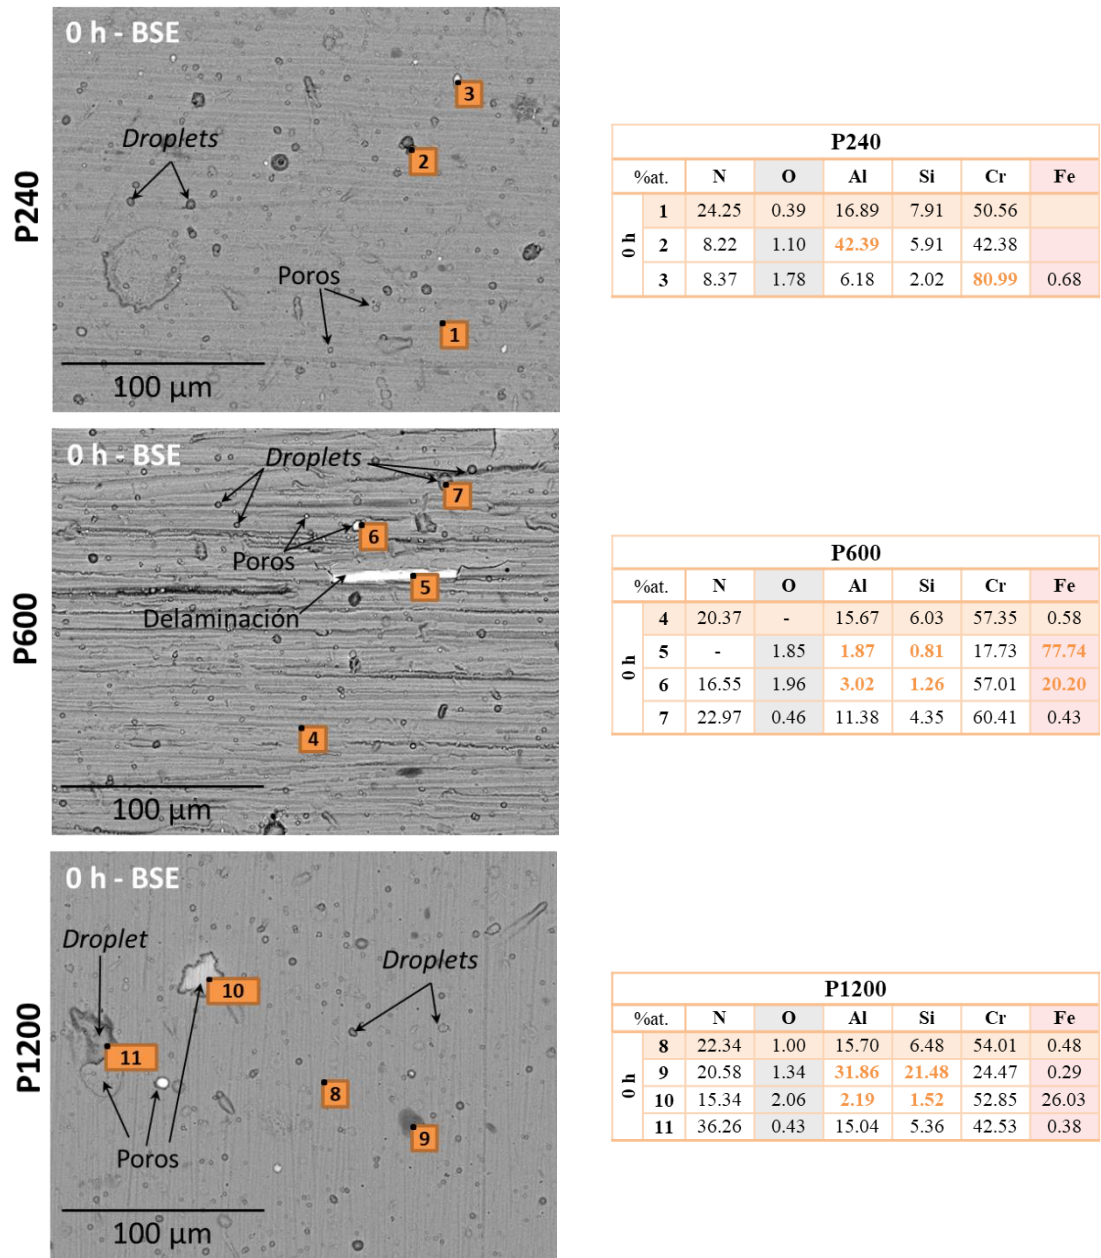 P240
0 h - BSE
Droplets
3
2
Poros
1
100 µm
P240
%at. N O Al Si Cr Fe
0 h
1 24.25 0.39 16.89 7.91 50.56
2 8.22 1.10 42.39 5.91 42.38
3 8.37 1.78 6.18 2.02 80.99 0.68
P600
0 h - BSE
Droplets
7
6
Poros
5
Delaminación
4
100 µm
P600
%at. N O Al Si Cr Fe
0 h
4 20.37 - 15.67 6.03 57.35 0.58
5 - 1.85 1.87 0.81 17.73 77.74
6 16.55 1.96 3.02 1.26 57.01 20.20
7 22.97 0.46 11.38 4.35 60.41 0.43
P1200
0 h - BSE
Droplet
Droplets
10
11
8
9
Poros
100 µm
P1200
%at. N O Al Si Cr Fe
0 h
8 22.34 1.00 15.70 6.48 54.01 0.48
9 20.58 1.34 31.86 21.48 24.47 0.29
10 15.34 2.06 2.19 1.52 52.85 26.03
11 36.26 0.43 15.04 5.36 42.53 0.38